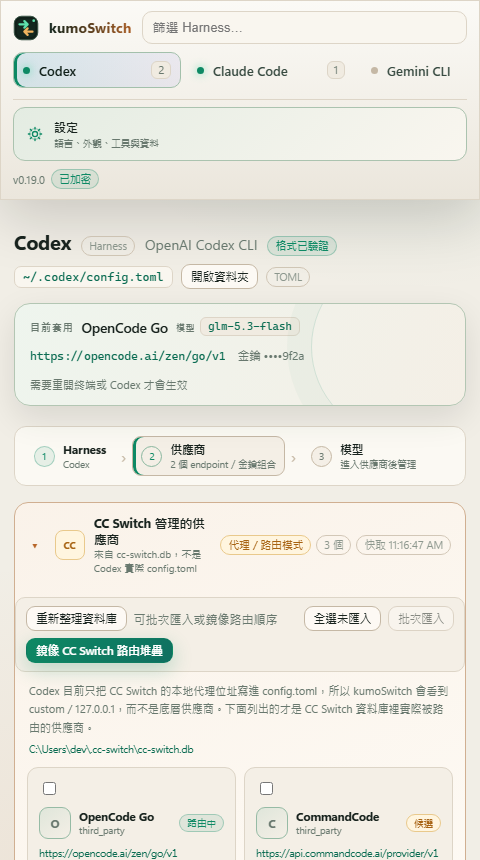 kumoSwitch
篩選 Harness…
Codex 2
Claude Code 1
Gemini CLI
設定
語言、外觀、工具與資料
v0.19.0 已加密
Codex Harness OpenAI Codex CLI 格式已驗證
~/.codex/config.toml 開啟資料夾 TOML
目前套用 OpenCode Go 模型 glm-5.3-flash
https://opencode.ai/zen/go/v1 金鑰 ••••9f2a
需要重開終端或 Codex 才會生效
1 Harness
Codex
›
2 供應商
2 個 endpoint / 金鑰組合
›
3 模型
進入供應商後管理
▾ CC
CC Switch 管理的供
應商
來自 cc-switch.db，不是
Codex 實際 config.toml
代理 / 路由模式 3 個 快取 11:16:47 AM
重新整理資料庫 可批次匯入或鏡像路由順序 全選未匯入 批次匯入
鏡像 CC Switch 路由堆疊
Codex 目前只把 CC Switch 的本地代理位址寫進 config.toml，所以 kumoSwitch 會看到
custom / 127.0.0.1，而不是底層供應商。下面列出的才是 CC Switch 資料庫裡實際被路
由的供應商。
C:\Users\dev\.cc-switch\cc-switch.db
O OpenCode Go
third_party
路由中
https://opencode.ai/zen/go/v1
C CommandCode
third_party
候選
https://api.commandcode.ai/provider/v1